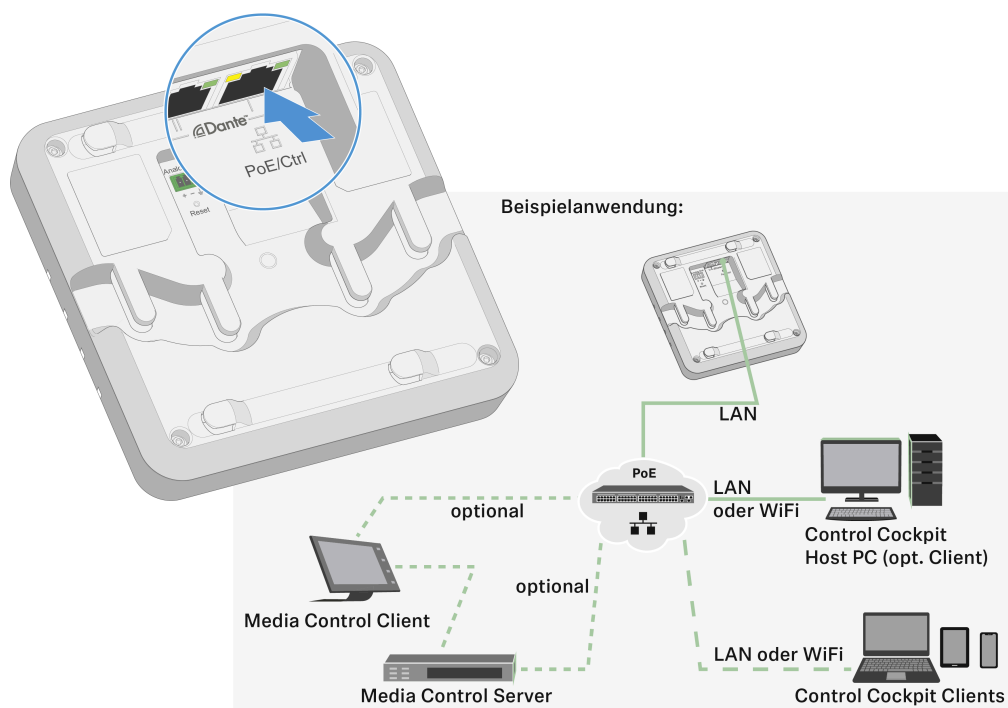 Dante™
PoE/Ctrl
Reset
Beispielanwendung:
LAN
PoE
LAN
oder WiFi
optional
Control Cockpit
Host PC (opt. Client)
optional
Media Control Client
LAN oder WiFi
Media Control Server
Control Cockpit Clients